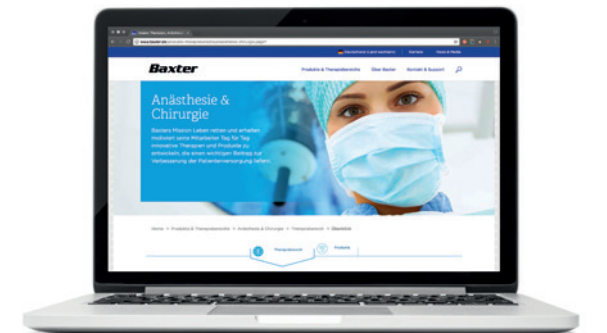 Deutschland (Land wechseln) Karriere News & Media
Baxter
Produkte & Therapiebereiche Über Baxter Kontakt & Support
Anästhesie &
Chirurgie
Baxters Mission Leben retten und erhalten
motiviert seine Mitarbeiter Tag für Tag
innovative Therapien und Produkte zu
entwickeln, die einen wichtigen Beitrag zur
Verbesserung der Patientenversorgung liefern.
Home > Produkte & Therapiebereiche > Anästhesie & Chirurgie > Therapiebereich > Überblick
Therapiebereich Produkte